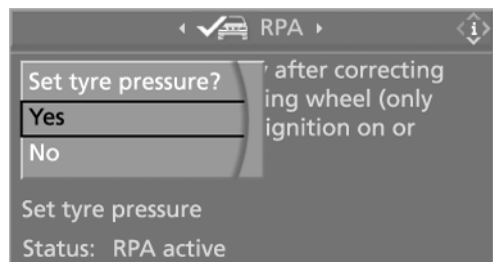 RPA
i
Set tyre pressure?
Yes
No
y after correcting
ing wheel (only
ignition on or
Set tyre pressure
Status: RPA active